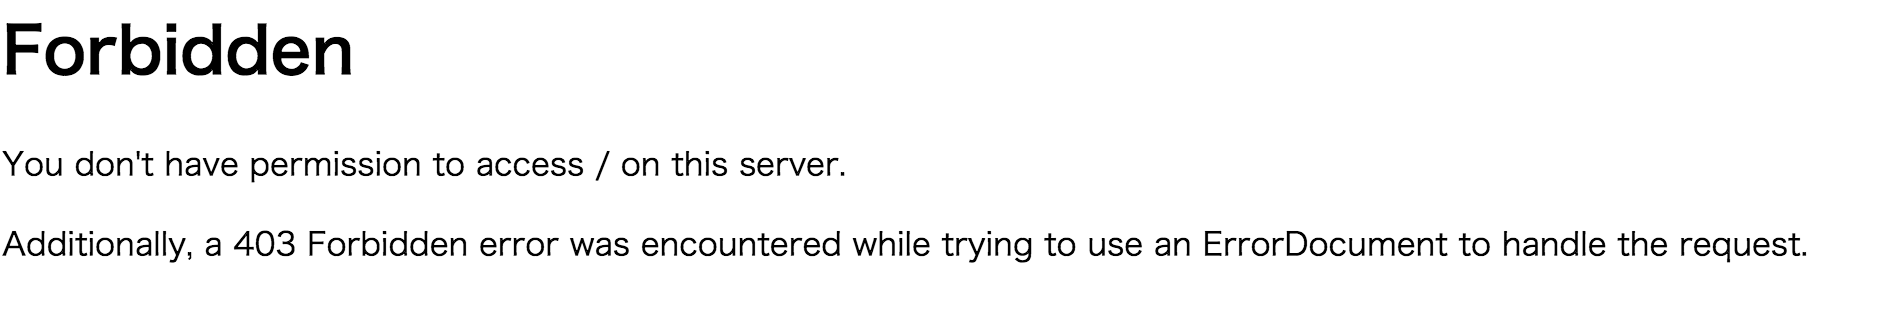 Forbidden
You don't have permission to access / on this server.
Additionally, a 403 Forbidden error was encountered while trying to use an ErrorDocument to handle the request.